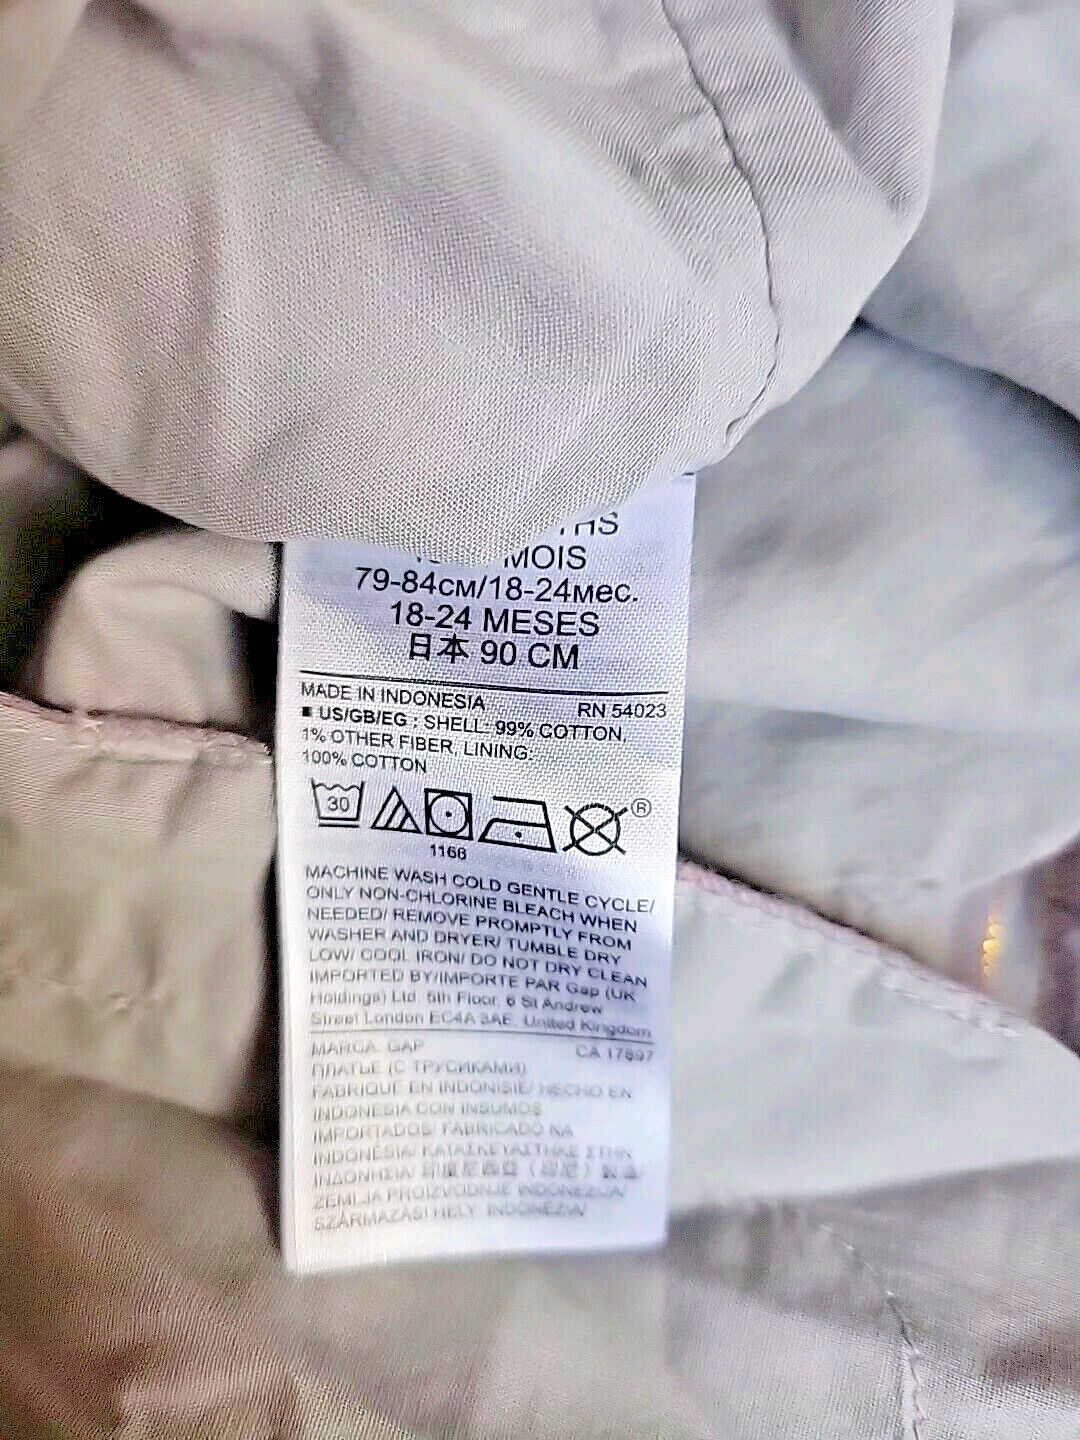 MOIS
79-84см/18-24мес.
18-24 MESES
日本 90 CM
MADE IN INDONESIA RN 54023
■ US/GB/EG : SHELL: 99% COTTON,
1% OTHER FIBER. LINING:
100% COTTON
30 ®
1166
MACHINE WASH COLD GENTLE CYCLE/
ONLY NON-CHLORINE BLEACH WHEN
NEEDED/ REMOVE PROMPTLY FROM
WASHER AND DRYER/ TUMBLE DRY
LOW/ COOL IRON/ DO NOT DRY CLEAN
IMPORTED BY/IMPORTE PAR Gap (UK
Holdings) Ltd. 5th Floor, 6 St Andrew
Street London EC4A 3AE, United Kingdom
MARCA: GAP CA 17897
ПЛАТЬЕ (С ТРУСИКАМИ)
FABRIQUÉ EN INDONISIE/ HECHO EN
INDONESIA CON INSUMOS
IMPORTADOS/ FABRICADO NA
INDONÉSIA/ ΚΑΤΑΣΚΕΥΑΣΤΗΚΕ ΣΤΗΝ
ΙΝΔΟΝΗΣΙΑ/
ZEMLJA PROIZVODNJE INDONEZIJA/
SZÁRMAZÁSI HELY: INDONÉZIA/